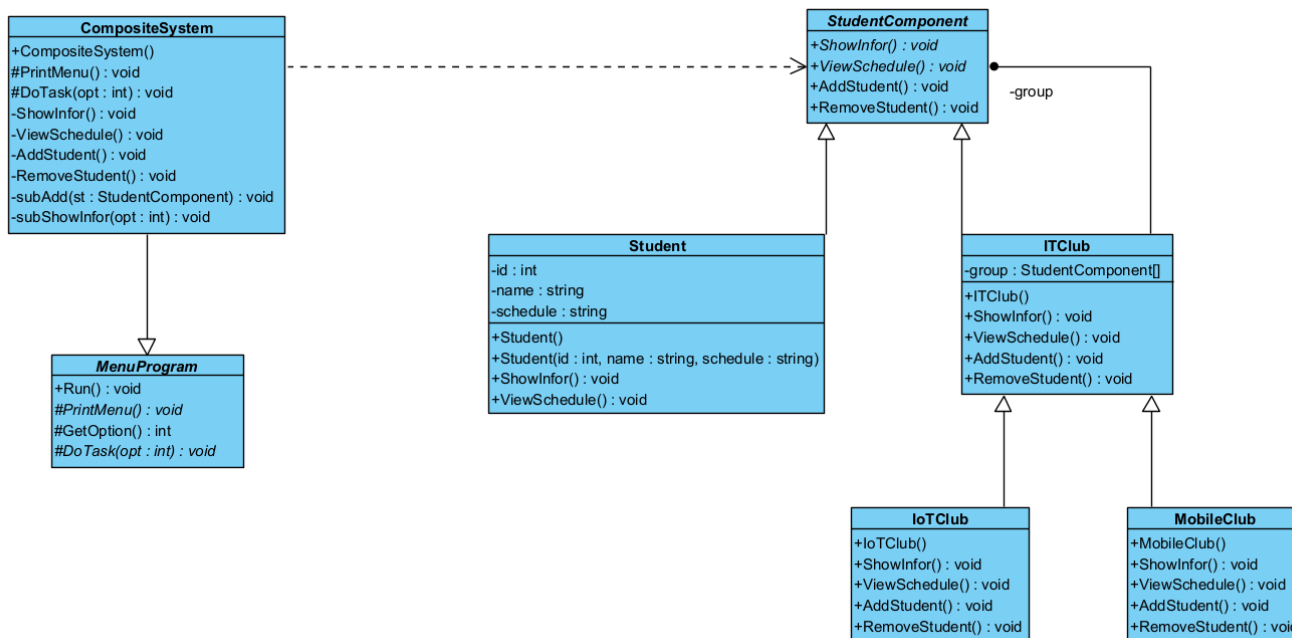 CompositeSystem
+CompositeSystem()
#PrintMenu() : void
#DoTask(opt : int) : void
-ShowInfor() : void
-ViewSchedule() : void
-AddStudent() : void
-RemoveStudent() : void
-subAdd(st : StudentComponent) : void
-subShowInfor(opt : int) : void
StudentComponent
+ShowInfor() : void
+ViewSchedule() : void
+AddStudent() : void
+RemoveStudent() : void
-group
Student
-id : int
-name : string
-schedule : string
+Student()
+Student(id : int, name : string, schedule : string)
+ShowInfor() : void
+ViewSchedule() : void
ITClub
-group : StudentComponent[]
+ITClub()
+ShowInfor() : void
+ViewSchedule() : void
+AddStudent() : void
+RemoveStudent() : void
MenuProgram
+Run() : void
#PrintMenu() : void
#GetOption() : int
#DoTask(opt : int) : void
IoTClub
+IoTClub()
+ShowInfor() : void
+ViewSchedule() : void
+AddStudent() : void
+RemoveStudent() : void
MobileClub
+MobileClub()
+ShowInfor() : void
+ViewSchedule() : void
+AddStudent() : void
+RemoveStudent() : void